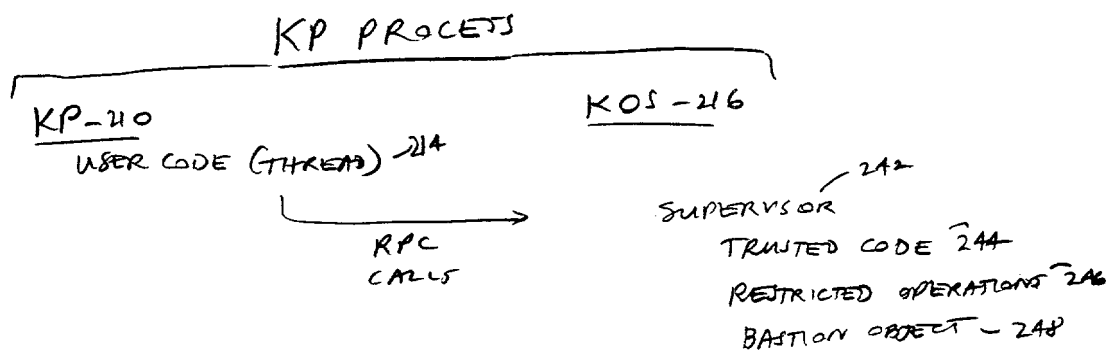 KP PROCESS
KP-210
KOS-216
USER CODE (THREAD) 214
242
SUPERVSOR
RPC
CALLS
TRUSTED CODE 244
RESTRICTED OPERATIONS 246
BASTION OBJECT - 248